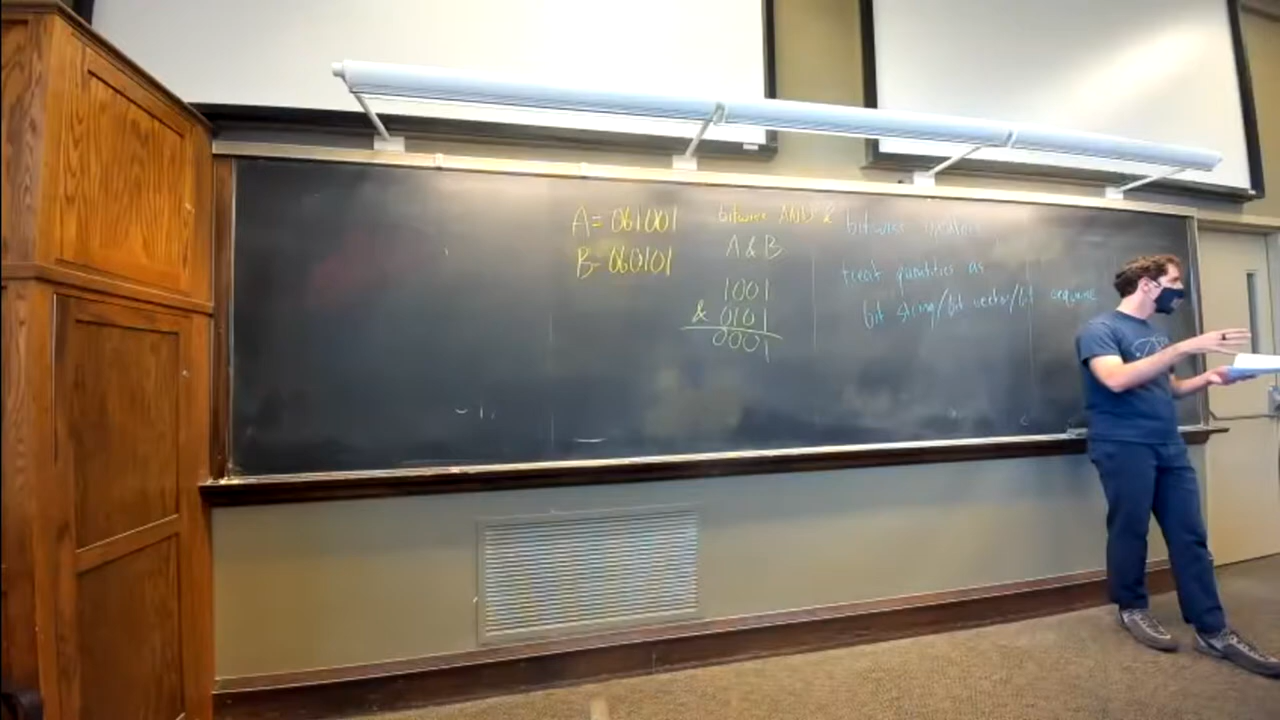 A = 0b1001
B = 0b0101
bitwise AND &
A & B
1001
& 0101
0001
bitwise operators
treat quantities as
bit string/bit vector/bit sequence